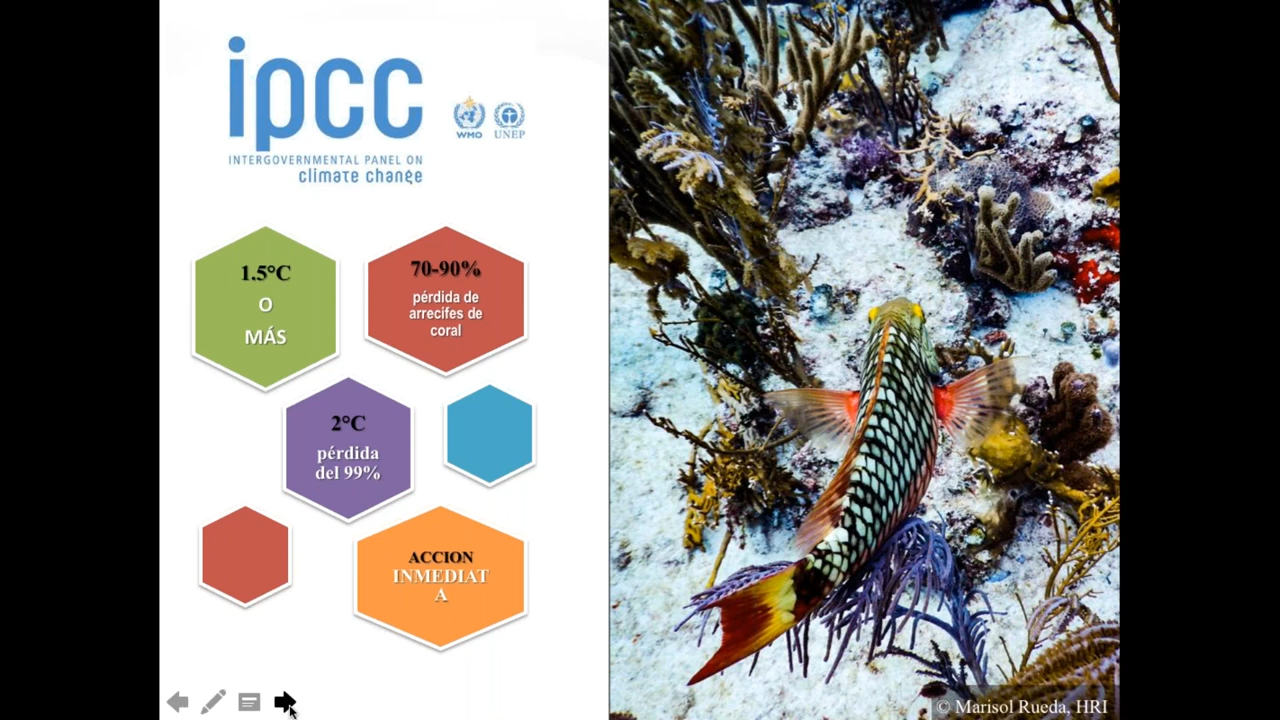 ipcc
WMO UNEP
INTERGOVERNMENTAL PANEL ON
climate change
1.5°C
O
MÁS
70-90%
pérdida de
arrecifes de
coral
2°C
pérdida
del 99%
ACCION
INMEDIAT
A
© Marisol Rueda, HRI